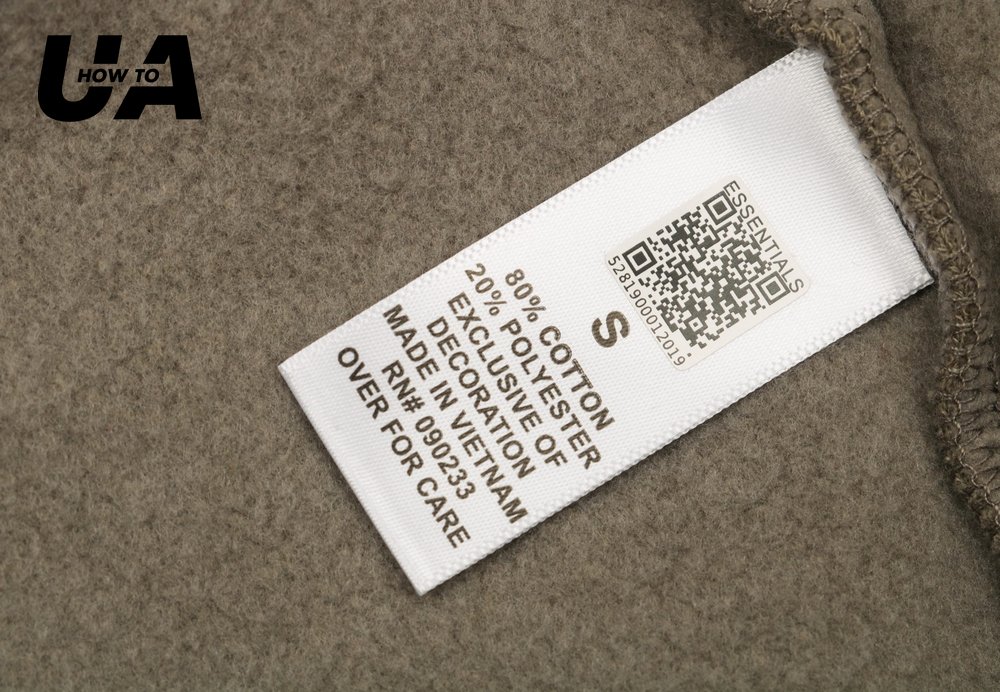 UA
HOW TO
ESSENTIALS
5281900012019
S
80% COTTON
20% POLYESTER
EXCLUSIVE OF
DECORATION
MADE IN VIETNAM
RN# 090233
OVER FOR CARE